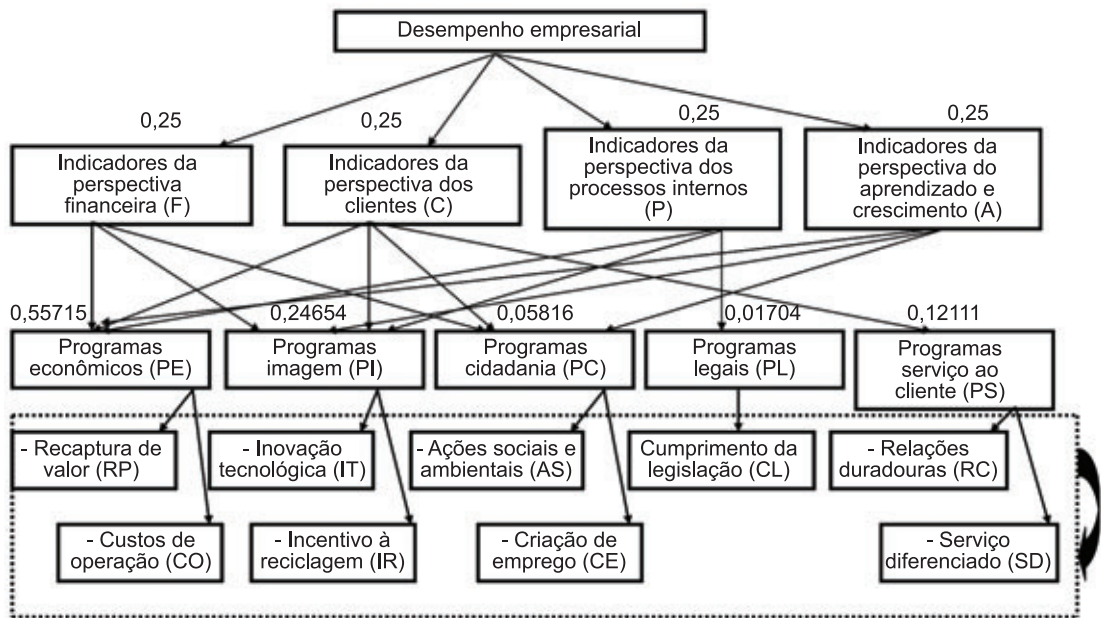 Desempenho empresarial
0,25
0,25
0,25
0,25
Indicadores da
perspectiva
financeira (F)
Indicadores da
perspectiva dos
clientes (C)
Indicadores da
perspectiva dos
processos internos
(P)
Indicadores da
perspectiva do
aprendizado e
crescimento (A)
0,55715
0,24654
0,05816
0,01704
0,12111
Programas
econômicos (PE)
Programas
imagem (PI)
Programas
cidadania (PC)
Programas
legais (PL)
Programas
serviço ao
cliente (PS)
- Recaptura de
valor (RP)
- Inovação
tecnológica (IT)
- Ações sociais e
ambientais (AS)
Cumprimento da
legislação (CL)
- Relações
duradouras (RC)
- Custos de
operação (CO)
- Incentivo à
reciclagem (IR)
- Criação de
emprego (CE)
- Serviço
diferenciado (SD)